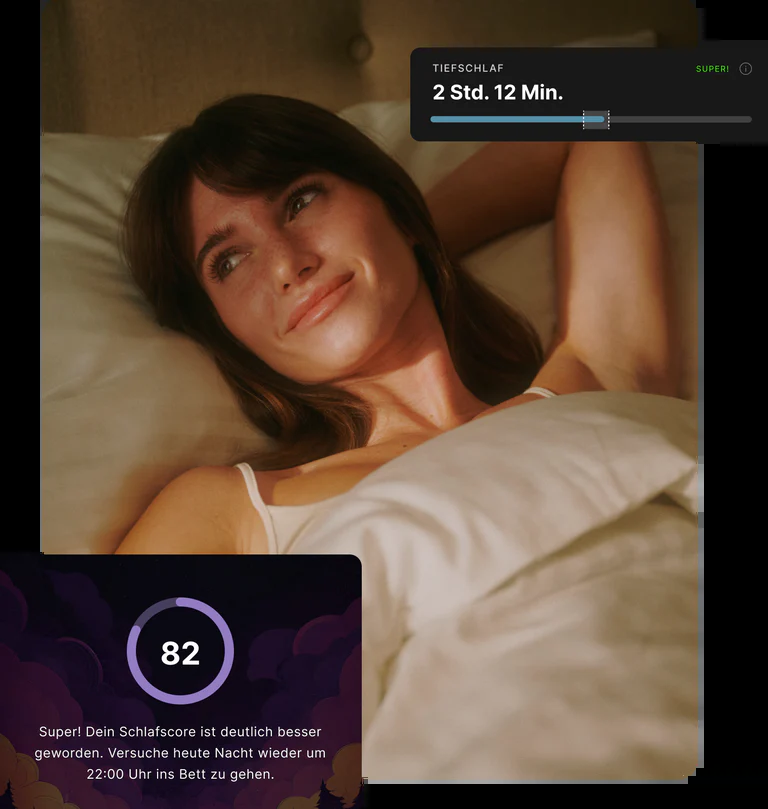 TIEFSCHLAF
SUPER!
2 Std. 12 Min.
82
Super! Dein Schlafscore ist deutlich besser
geworden. Versuche heute Nacht wieder um
22:00 Uhr ins Bett zu gehen.